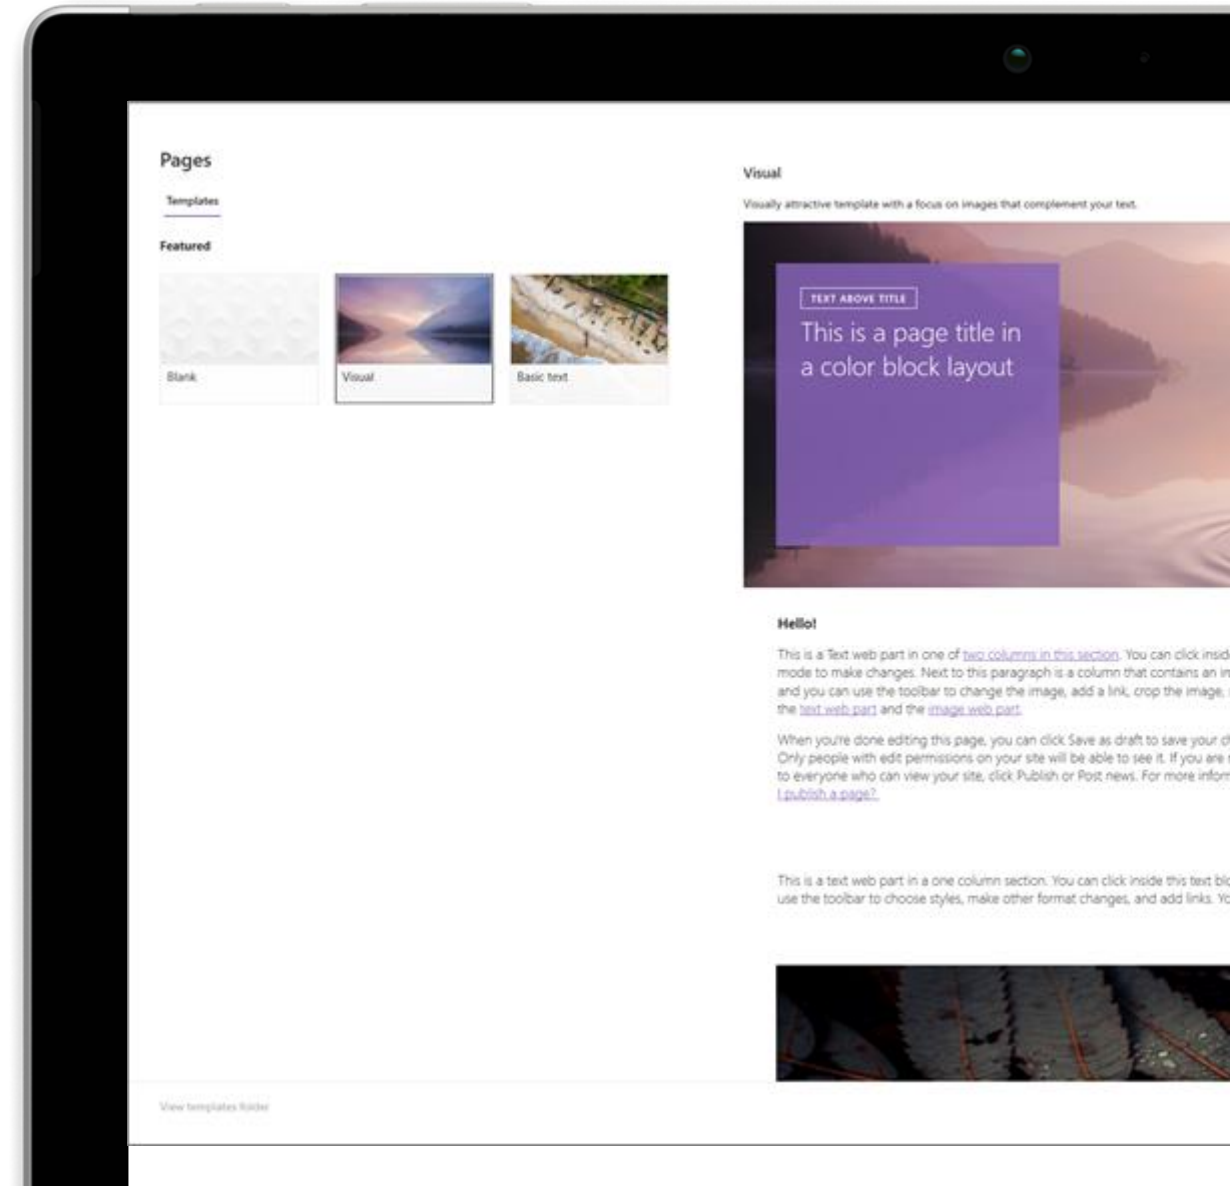 Pages
Templates
Featured
Blank
Visual
Basic text
View templates folder
Visual
Visually attractive template with a focus on images that complement your text.
TEXT ABOVE TITLE
This is a page title in
a color block layout
Hello!
This is a Text web part in one of two columns in this section. You can click insid
mode to make changes. Next to this paragraph is a column that contains an in
and you can use the toolbar to change the image, add a link, crop the image,
the text web part and the image web part.
When you're done editing this page, you can click Save as draft to save your ch
Only people with edit permissions on your site will be able to see it. If you are
to everyone who can view your site, click Publish or Post news. For more inform
I publish a page?
This is a text web part in a one column section. You can click inside this text blo
use the toolbar to choose styles, make other format changes, and add links. Yo